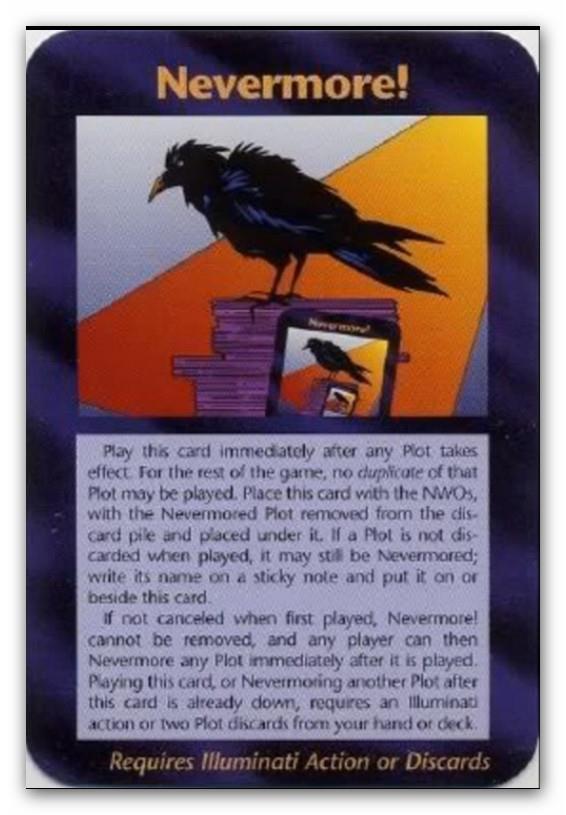 Nevermore!
Nevermore!
Play this card immediately after any Plot takes
effect. For the rest of the game, no duplicate of that
Plot may be played. Place this card with the NWOs,
with the Nevermored Plot removed from the dis-
card pile and placed under it. If a Plot is not dis-
carded when played, it may still be Nevermored;
write its name on a sticky note and put it on or
beside this card.
If not canceled when first played, Nevermore!
cannot be removed, and any player can then
Nevermore any Plot immediately after it is played.
Playing this card, or Nevermoring another Plot after
this card is already down, requires an Illuminati
action or two Plot discards from your hand or deck.
Requires Illuminati Action or Discards